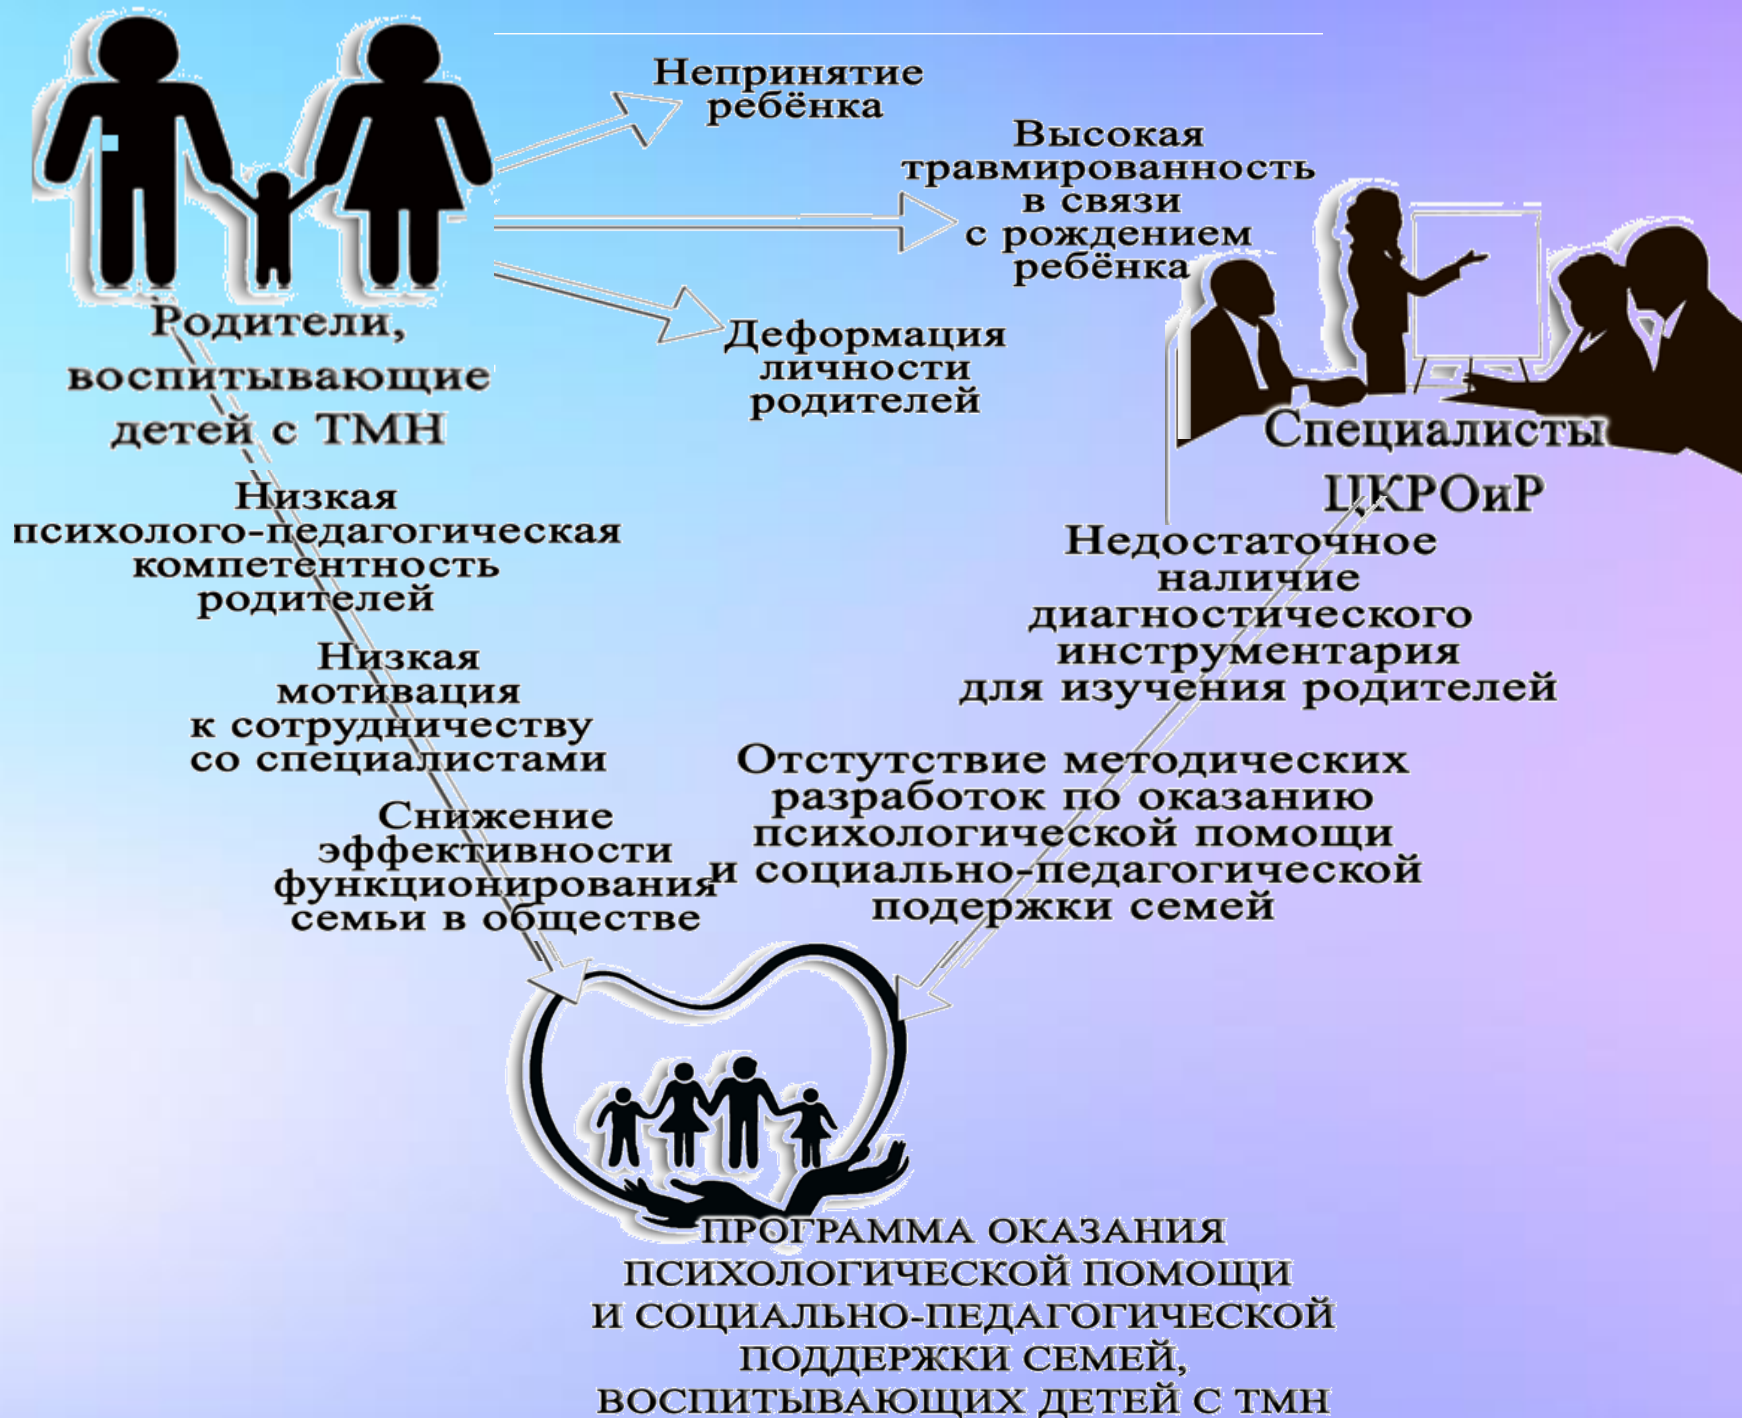 Непринятие
ребёнка
Высокая
травмированность
в связи
с рождением
ребёнка
Деформация
личности
родителей
Родители,
воспитывающие
детей с ТМН
Низкая
психолого-педагогическая
компетентность
родителей
Низкая
мотивация
к сотрудничеству
со специалистами
Снижение
эффективности
функционирования
семьи в обществе
Специалисты
ЦКРОиР
Недостаточное
наличие
диагностического
инструментария
для изучения родителей
Отстутствие методических
разработок по оказанию
психологической помощи
и социально-педагогической
подержки семей
ПРОГРАММА ОКАЗАНИЯ
ПСИХОЛОГИЧЕСКОЙ ПОМОЩИ
И СОЦИАЛЬНО-ПЕДАГОГИЧЕСКОЙ
ПОДДЕРЖКИ СЕМЕЙ,
ВОСПИТЫВАЮЩИХ ДЕТЕЙ С ТМН